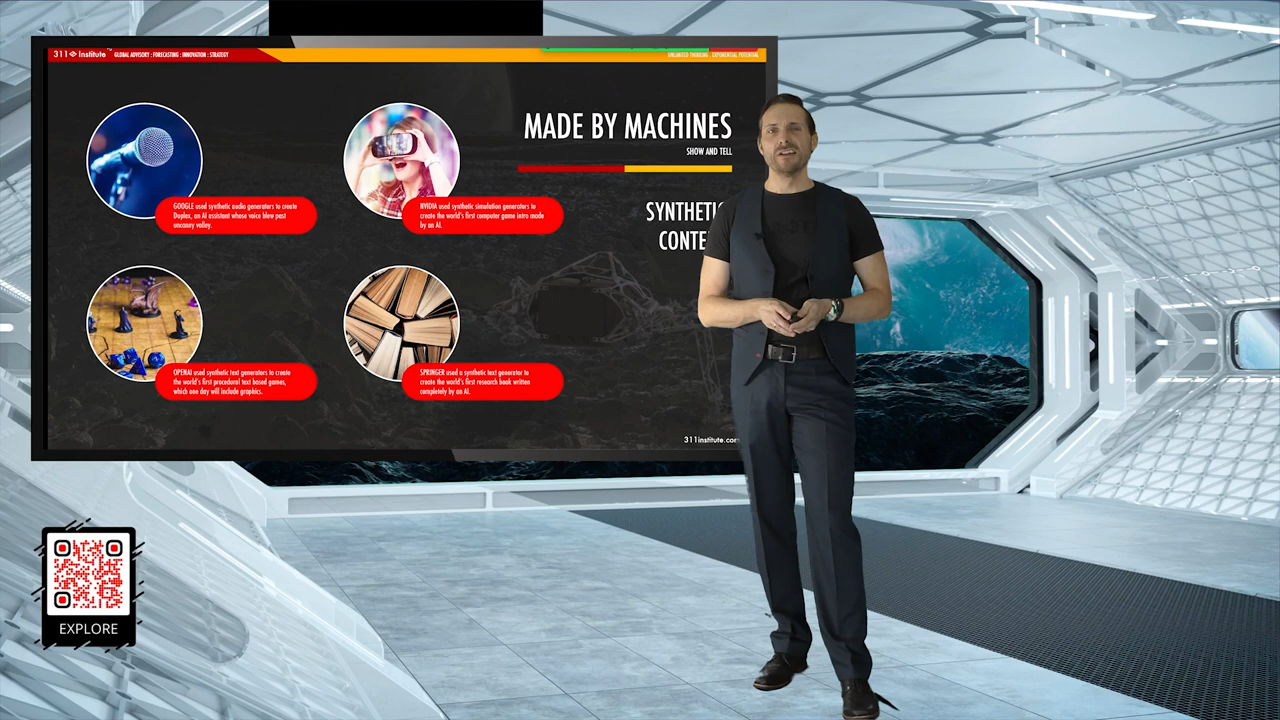 311 Institute
GLOBAL ADVISORY : FORECASTING : INNOVATION : STRATEGY
UNLIMITED THINKING : EXPONENTIAL POTENTIAL
MADE BY MACHINES
SHOW AND TELL
SYNTHETIC
CONTE
GOOGLE used synthetic audio generators to create
Duplex, an AI assistant whose voice blew past
uncanny valley.
NVIDIA used synthetic simulation generators to
create the world's first computer game intro made
by an AI.
OPENAI used synthetic text generators to create
the world's first procedural text based games,
which one day will include graphics.
SPRINGER used a synthetic text generator to
create the world's first research book written
completely by an AI.
311institute.com
EXPLORE